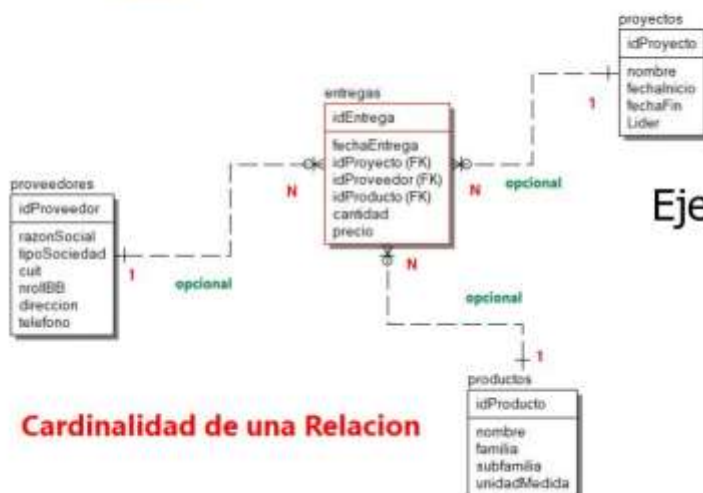 proyectos
idProyecto
nombre
fechaInicio
fechaFin
Lider
1
entregas
idEntrega
fechaEntrega
idProyecto (FK)
idProveedor (FK)
idProducto (FK)
cantidad
precio
N
N
opcional
N
proveedores
idProveedor
razonSocial
tipoSociedad
cuit
nroIIBB
direccion
telefono
1
opcional
Eje
opcional
1
productos
idProducto
nombre
familia
subfamilia
unidadMedida
Cardinalidad de una Relacion